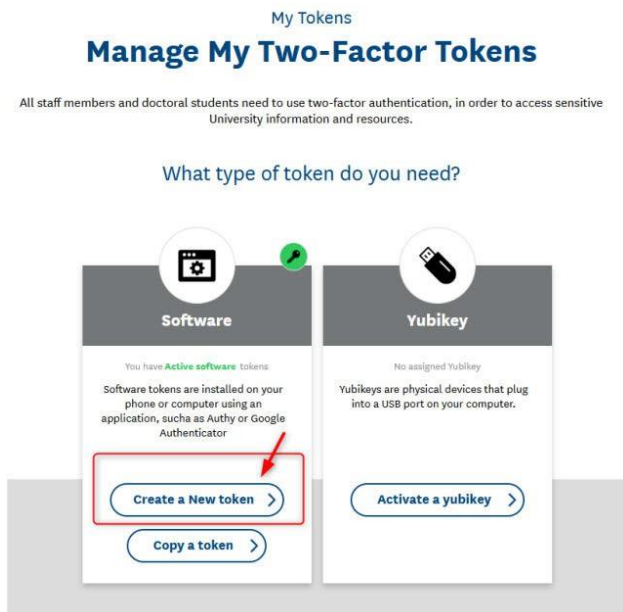 My Tokens
Manage My Two-Factor Tokens
All staff members and doctoral students need to use two-factor authentication, in order to access sensitive
University information and resources.
What type of token do you need?
Software
You have Active software tokens
Software tokens are installed on your
phone or computer using an
application, sucha as Authy or Google
Authenticator
Create a New token
Copy a token
Yubikey
No assigned Yubikey
Yubikeys are physical devices that plug
into a USB port on your computer.
Activate a yubikey